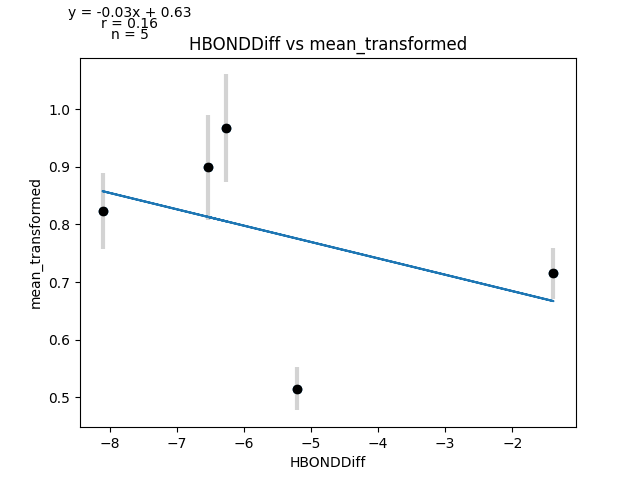 y = -0.03x + 0.63
r = 0.16
n = 5
HBONDDiff vs mean_transformed
1.0
0.9
0.8
0.7
0.6
0.5
mean_transformed
−8
−7
−6
−5
−4
−3
−2
HBONDDiff